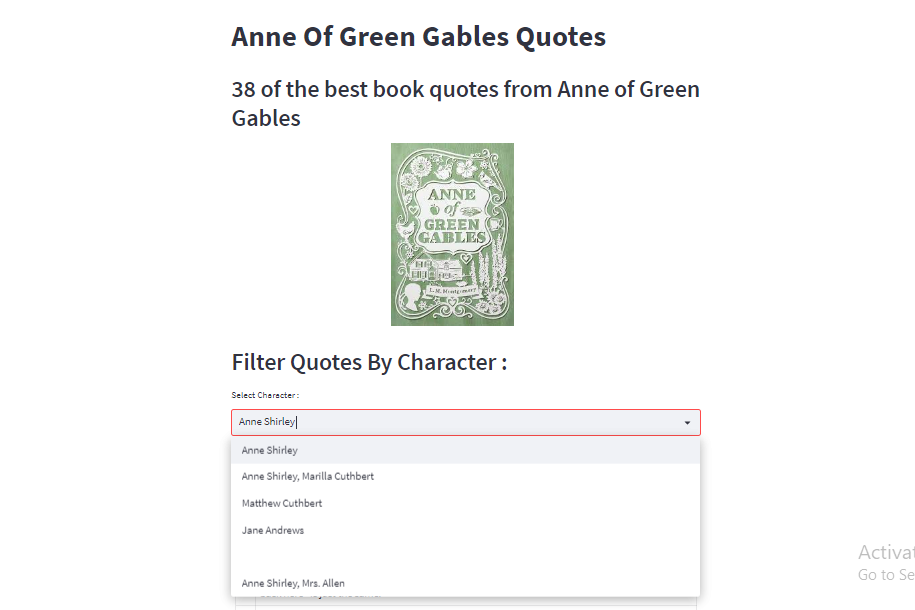 Anne Of Green Gables Quotes
38 of the best book quotes from Anne of Green
Gables
ANNE
of
GREEN
GABLES
L. M. Montgomery
Filter Quotes By Character :
Select Character :
Anne Shirley
Anne Shirley
Anne Shirley, Marilla Cuthbert
Matthew Cuthbert
Jane Andrews
Anne Shirley, Mrs. Allen
Activat
Go to Se